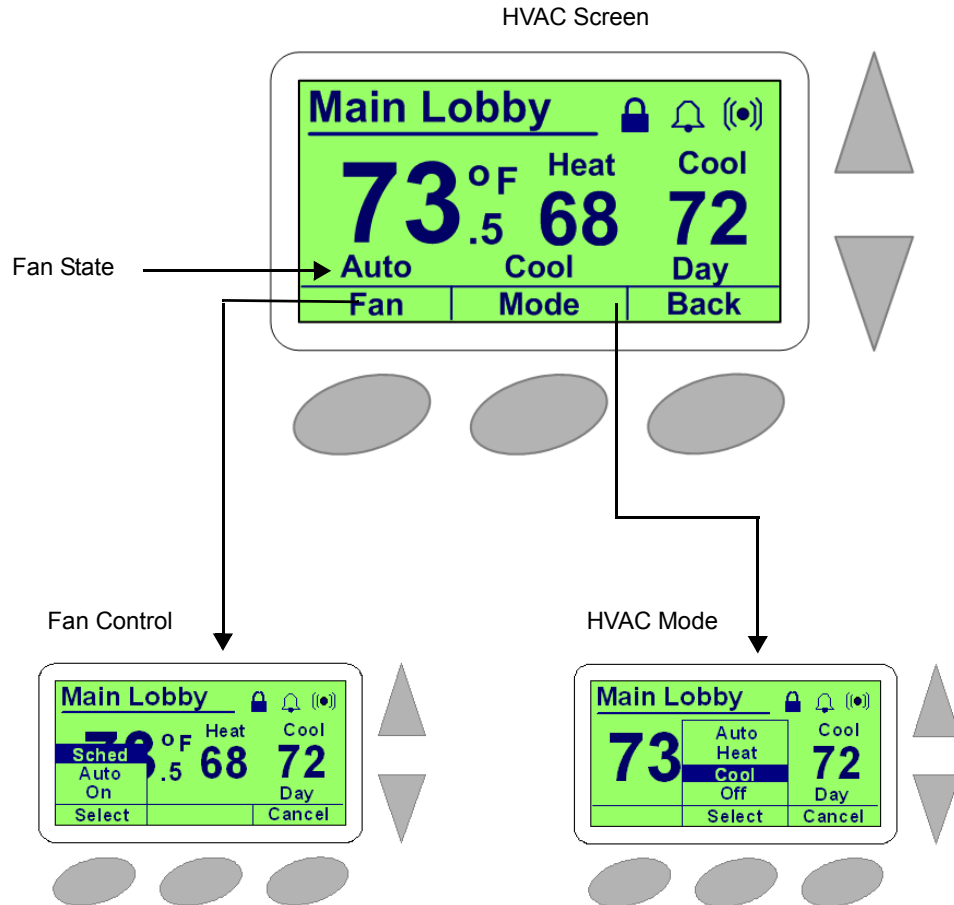 HVAC Screen
Main Lobby
Heat Cool
73 °F .5 68 72
Fan State
Auto Cool Day
Fan Mode Back
Fan Control
HVAC Mode
Main Lobby
Heat Cool
73 °F .5 68 72
Sched
Auto
On
Day
Select Cancel
Main Lobby
Cool
73 72
Auto
Heat
Cool
Off
Day
Select Cancel